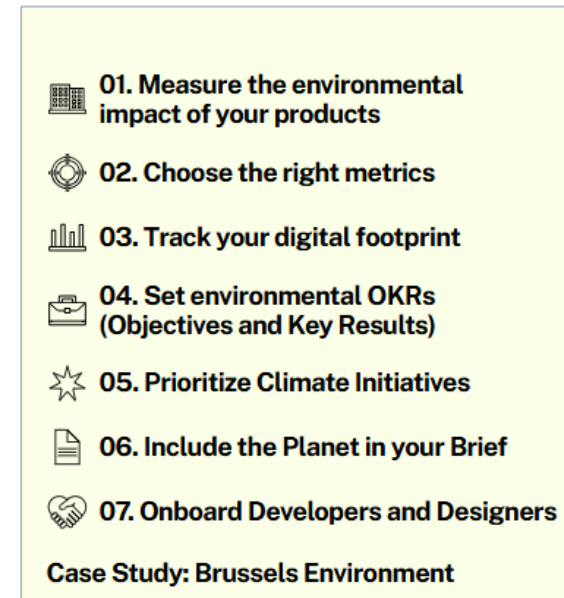 01. Measure the environmental
impact of your products
02. Choose the right metrics
03. Track your digital footprint
04. Set environmental OKRs
(Objectives and Key Results)
05. Prioritize Climate Initiatives
06. Include the Planet in your Brief
07. Onboard Developers and Designers
Case Study: Brussels Environment